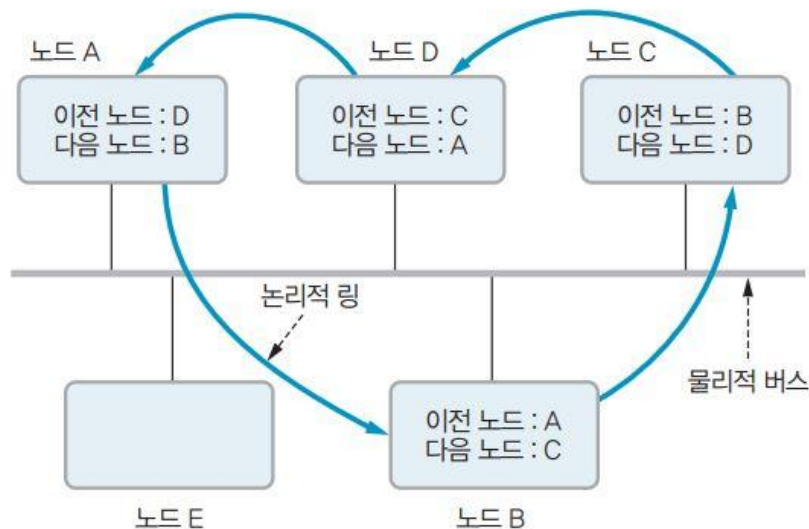 노드 A
노드 D
노드 C
이전 노드 : D
다음 노드 : B
이전 노드 : C
다음 노드 : A
이전 노드 : B
다음 노드 : D
논리적 링
물리적 버스
이전 노드 : A
다음 노드 : C
노드 E
노드 B